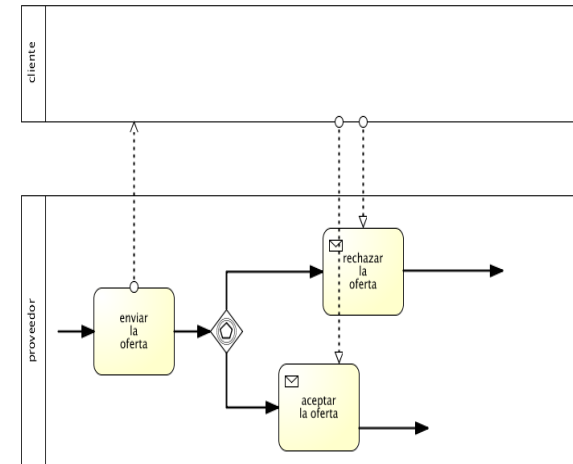 cliente
proveedor
enviar
la
oferta
rechazar
la
oferta
aceptar
la oferta